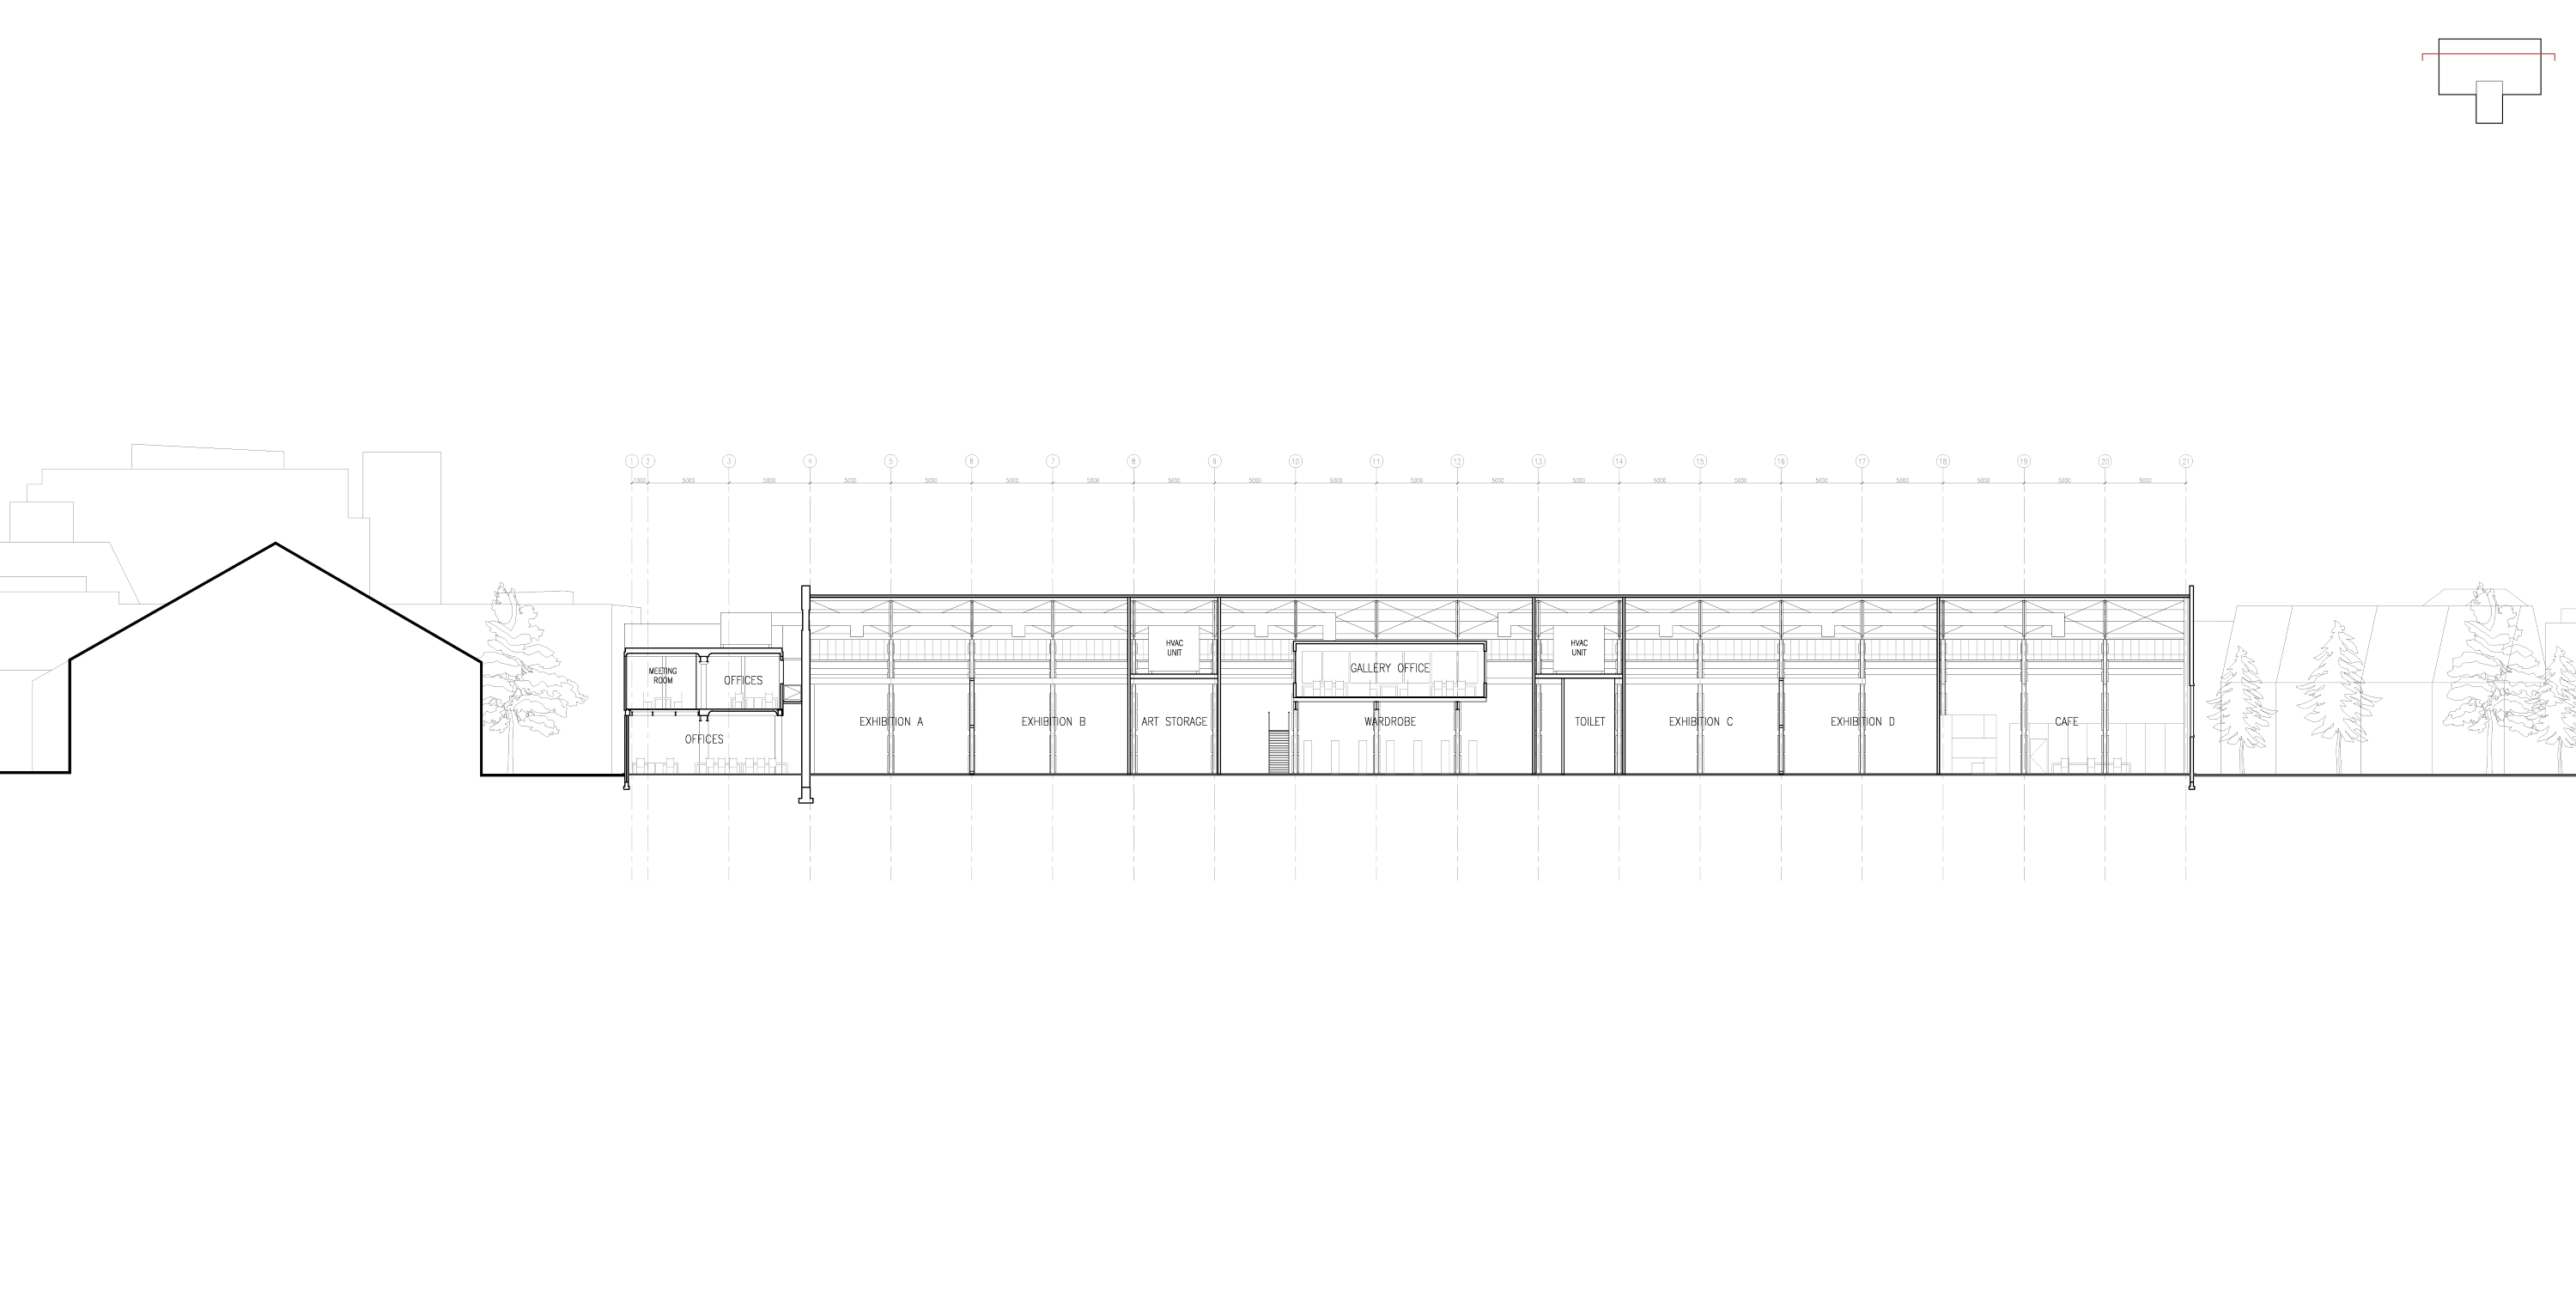 1 2 3 4 5 6 7 8 9 10 11 12 13 14 15 16 17 18 19 20 21
1000 5000 5000 5000 5000 5000 5000 5000 5000 5000 5000 5000 5000 5000 5000 5000 5000 5000 5000 5000
HVAC
UNIT
HVAC
UNIT
MEETING
ROOM
OFFICES
GALLERY OFFICE
OFFICES
EXHIBITION A
EXHIBITION B
ART STORAGE
WARDROBE
TOILET
EXHIBITION C
EXHIBITION D
CAFE